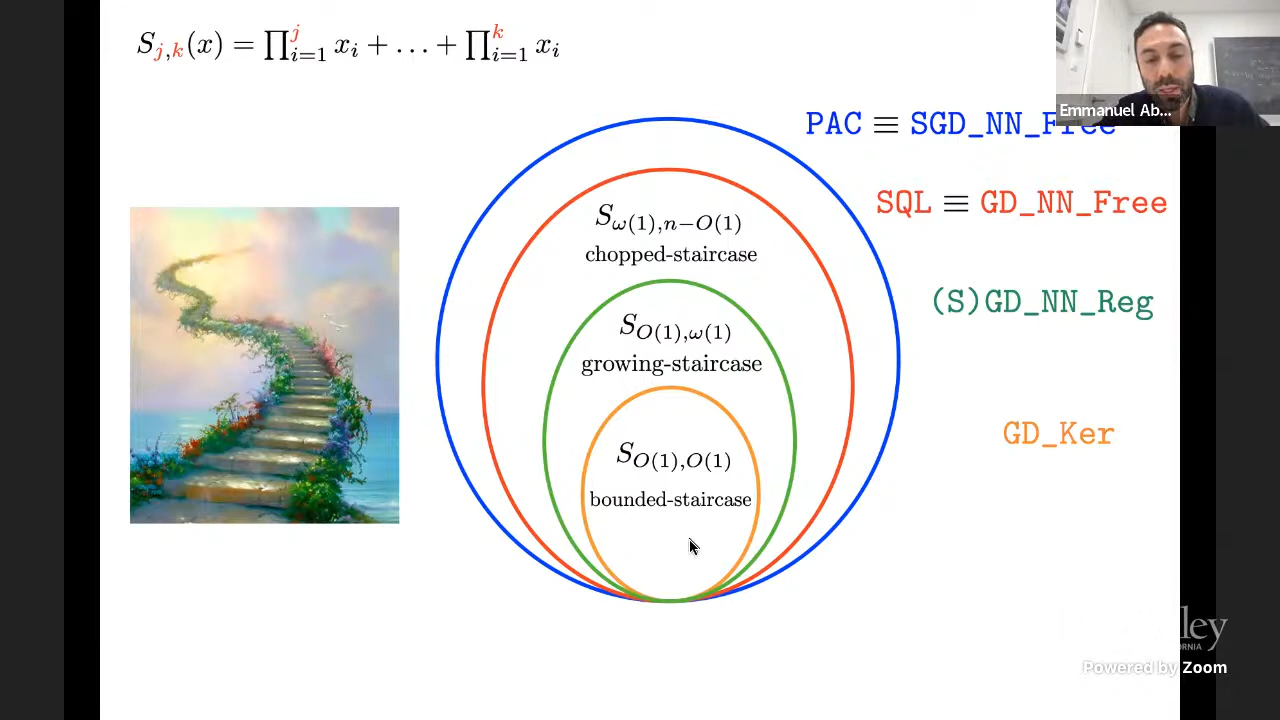 S_{j,k}(x) = ∏_{i=1}^{j} x_i + … + ∏_{i=1}^{k} x_i
Emmanuel Ab...
PAC ≡ SGD_NN_Free
SQL ≡ GD_NN_Free
S_{ω(1),n−O(1)}
chopped-staircase
(S)GD_NN_Reg
S_{O(1),ω(1)}
growing-staircase
GD_Ker
S_{O(1),O(1)}
bounded-staircase
Powered by Zoom